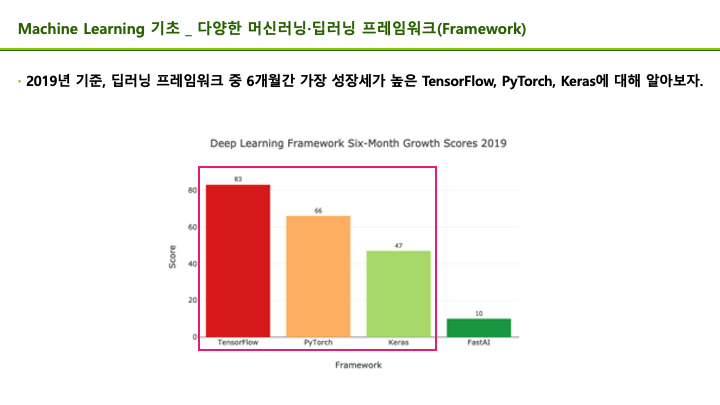 Machine Learning 기초 _ 다양한 머신러닝·딥러닝 프레임워크(Framework)
· 2019년 기준, 딥러닝 프레임워크 중 6개월간 가장 성장세가 높은 TensorFlow, PyTorch, Keras에 대해 알아보자.
Deep Learning Framework Six-Month Growth Scores 2019
83
80
66
60
47
40
20
10
0
Score
TensorFlow PyTorch Keras FastAI
Framework